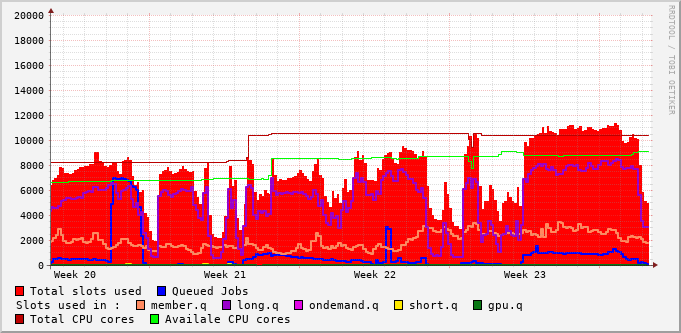 20000
18000
16000
14000
12000
10000
8000
6000
4000
2000
0
RRDTOOL / TOBI OETIKER
Week 20 Week 21 Week 22 Week 23
Total slots used Queued Jobs
Slots used in : member.q long.q ondemand.q short.q gpu.q
Total CPU cores Availale CPU cores